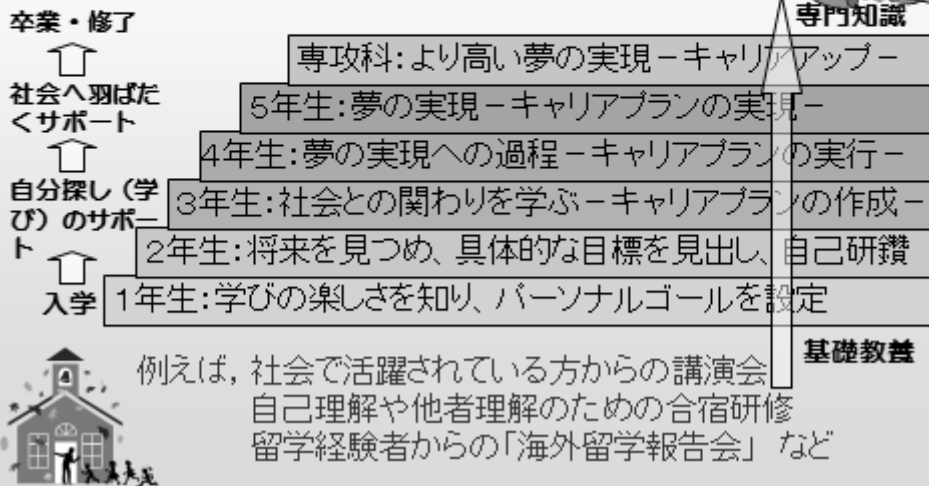 卒業・修了
専門知識
専攻科:より高い夢の実現－キャリアアップ－
社会へ羽ばた
くサポート
5年生:夢の実現－キャリアプランの実現－
4年生:夢の実現への過程－キャリアプランの実行－
自分探し(学
び)のサポー
ト
3年生:社会との関わりを学ぶ－キャリアプランの作成－
2年生:将来を見つめ、具体的な目標を見出し、自己研鑽
入学
1年生:学びの楽しさを知り、パーソナルゴールを設定
基礎教養
例えば,社会で活躍されている方からの講演会
自己理解や他者理解のための合宿研修
留学経験者からの「海外留学報告会」など